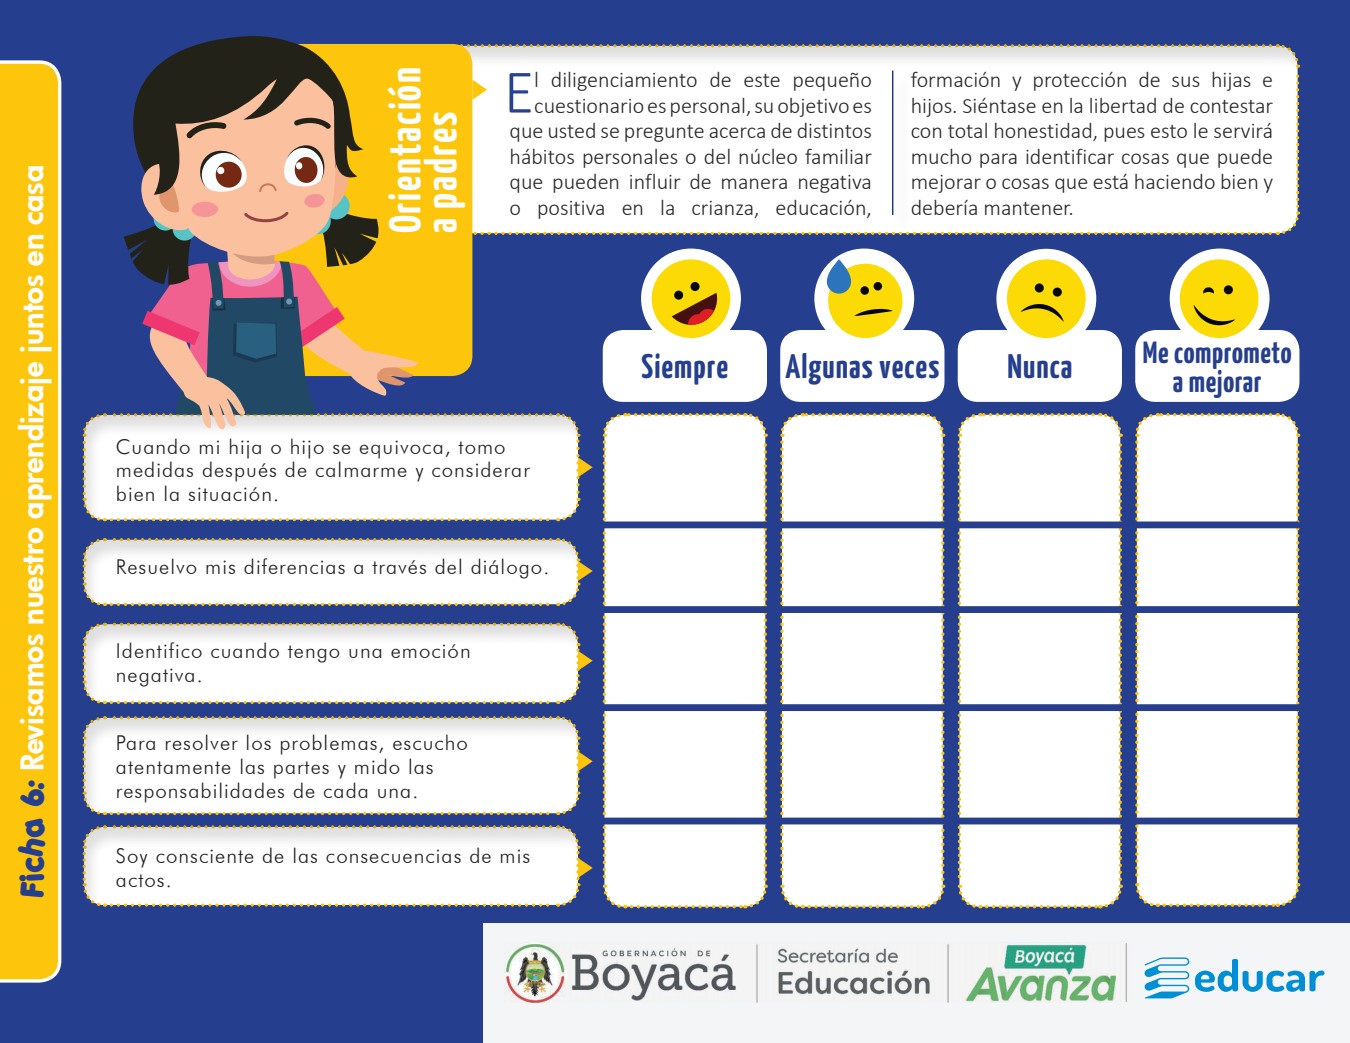 Ficha 6: Revisamos nuestro aprendizaje juntos en casa
Orientación
a padres
El diligenciamiento de este pequeño
cuestionario es personal, su objetivo es
que usted se pregunte acerca de distintos
hábitos personales o del núcleo familiar
que pueden influir de manera negativa
o positiva en la crianza, educación,
formación y protección de sus hijas e
hijos. Siéntase en la libertad de contestar
con total honestidad, pues esto le servirá
mucho para identificar cosas que puede
mejorar o cosas que está haciendo bien y
debería mantener.
Siempre
Algunas veces
Nunca
Me comprometo
a mejorar
Cuando mi hija o hijo se equivoca, tomo
medidas después de calmarme y considerar
bien la situación.
Resuelvo mis diferencias a través del diálogo.
Identifico cuando tengo una emoción
negativa.
Para resolver los problemas, escucho
atentamente las partes y mido las
responsabilidades de cada una.
Soy consciente de las consecuencias de mis
actos.
GOBERNACIÓN DE
Boyacá
Secretaría de
Educación
Boyacá
Avanza
educar